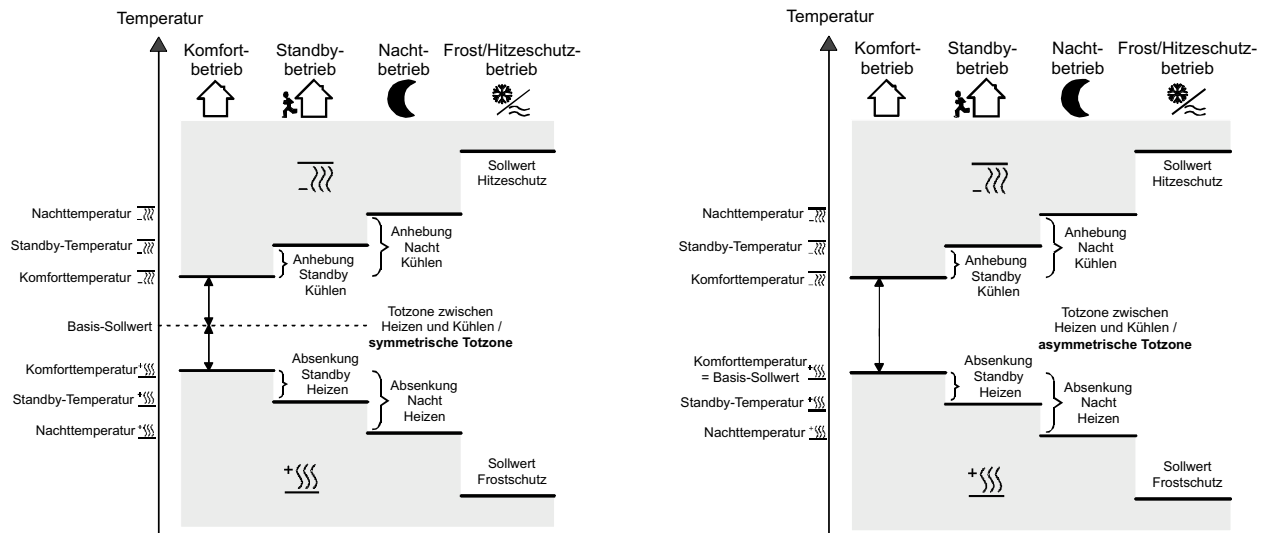 Temperatur
Komfort-
betrieb
Standby-
betrieb
Nacht-
betrieb
Frost/Hitzeschutz-
betrieb
Sollwert
Hitzeschutz
Nachttemperatur
Standby-Temperatur
Komforttemperatur
Anhebung
Standby
Kühlen
Anhebung
Nacht
Kühlen
Basis-Sollwert
Totzone zwischen
Heizen und Kühlen /
symmetrische Totzone
Komforttemperatur
Standby-Temperatur
Nachttemperatur
Absenkung
Standby
Heizen
Absenkung
Nacht
Heizen
Sollwert
Frostschutz
Temperatur
Komfort-
betrieb
Standby-
betrieb
Nacht-
betrieb
Frost/Hitzeschutz-
betrieb
Sollwert
Hitzeschutz
Nachttemperatur
Standby-Temperatur
Komforttemperatur
Anhebung
Standby
Kühlen
Anhebung
Nacht
Kühlen
Totzone zwischen
Heizen und Kühlen /
asymmetrische Totzone
Komforttemperatur
= Basis-Sollwert
Standby-Temperatur
Nachttemperatur
Absenkung
Standby
Heizen
Absenkung
Nacht
Heizen
Sollwert
Frostschutz